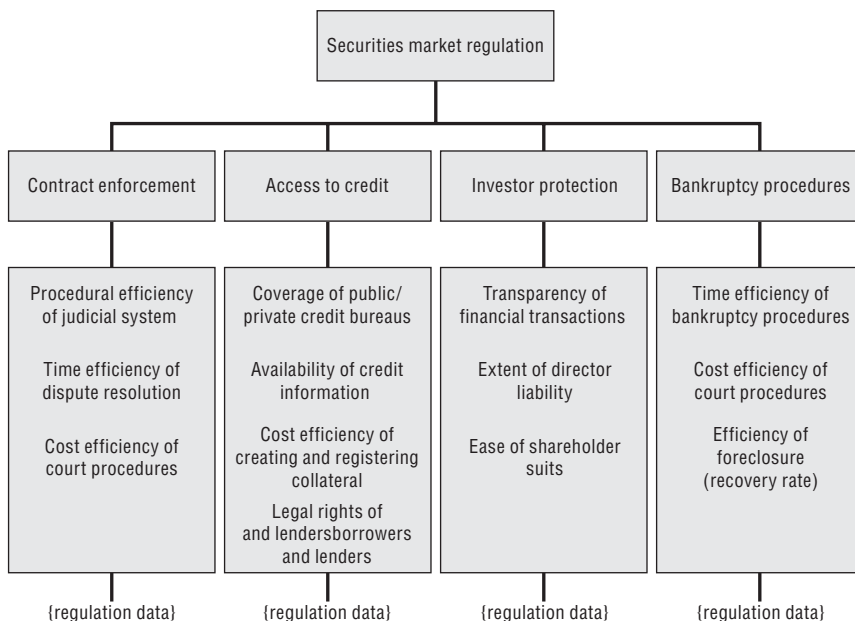 Securities market regulation
Contract enforcement
Access to credit
Investor protection
Bankruptcy procedures
Procedural efficiency
of judicial system
Time efficiency of
dispute resolution
Cost efficiency of
court procedures
Coverage of public/
private credit bureaus
Availability of credit
information
Cost efficiency of
creating and registering
collateral
Legal rights of
and lendersborrowers
and lenders
Transparency of
financial transactions
Extent of director
liability
Ease of shareholder
suits
Time efficiency of
bankruptcy procedures
Cost efficiency of
court procedures
Efficiency of
foreclosure
(recovery rate)
{regulation data}
{regulation data}
{regulation data}
{regulation data}